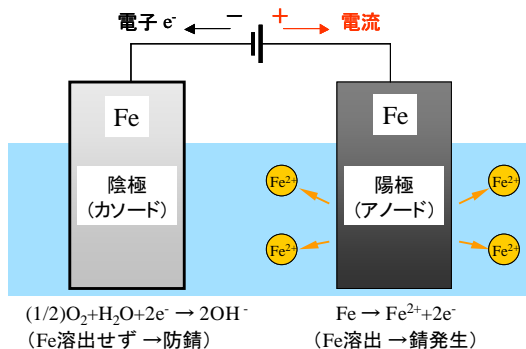 電子 e⁻ − + 電流
Fe Fe
陰極 陽極
(カソード) (アノード)
Fe²⁺ Fe²⁺
Fe²⁺ Fe²⁺
(1/2)O₂+H₂O+2e⁻ → 2OH⁻
(Fe溶出せず →防錆)
Fe → Fe²⁺+2e⁻
(Fe溶出 →錆発生)